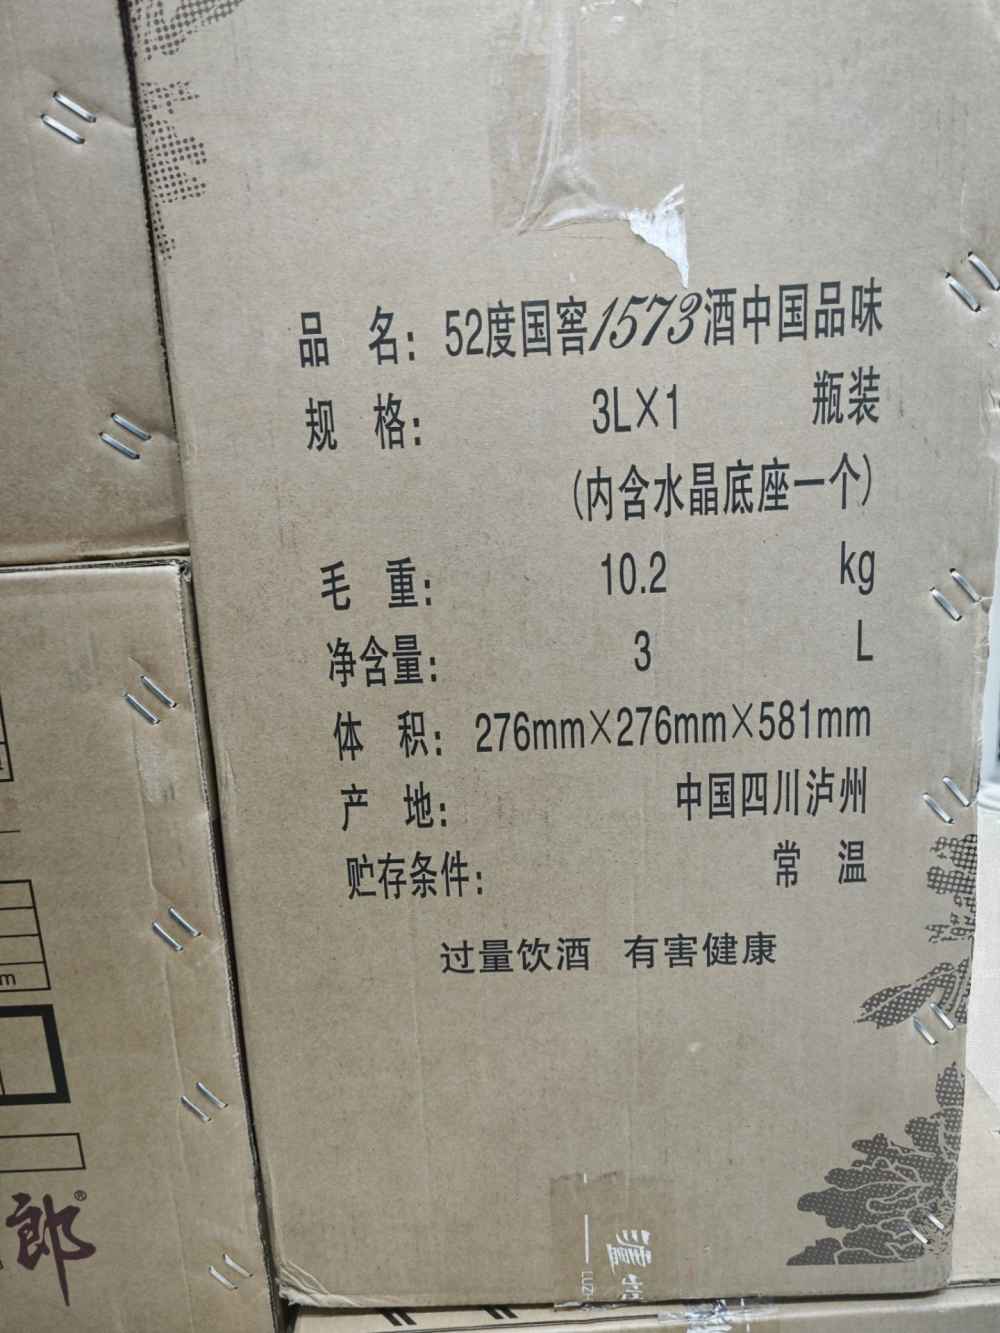 品 名：52度国窖1573酒中国品味
规 格： 3L×1 瓶装
(内含水晶底座一个)
毛 重： 10.2 kg
净含量： 3 L
体 积：276mm×276mm×581mm
产 地： 中国四川泸州
贮存条件： 常 温
过量饮酒 有害健康
m
郎®